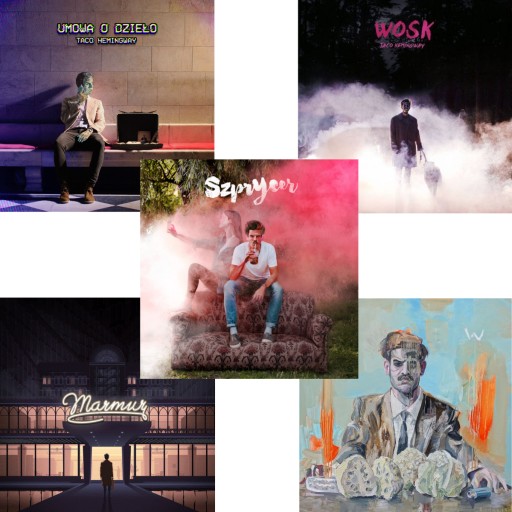 UMOWA O DZIEŁO
TACO HEMINGWAY
WOSK
TACO HEMINGWAY
Szprycer
Marmur
W